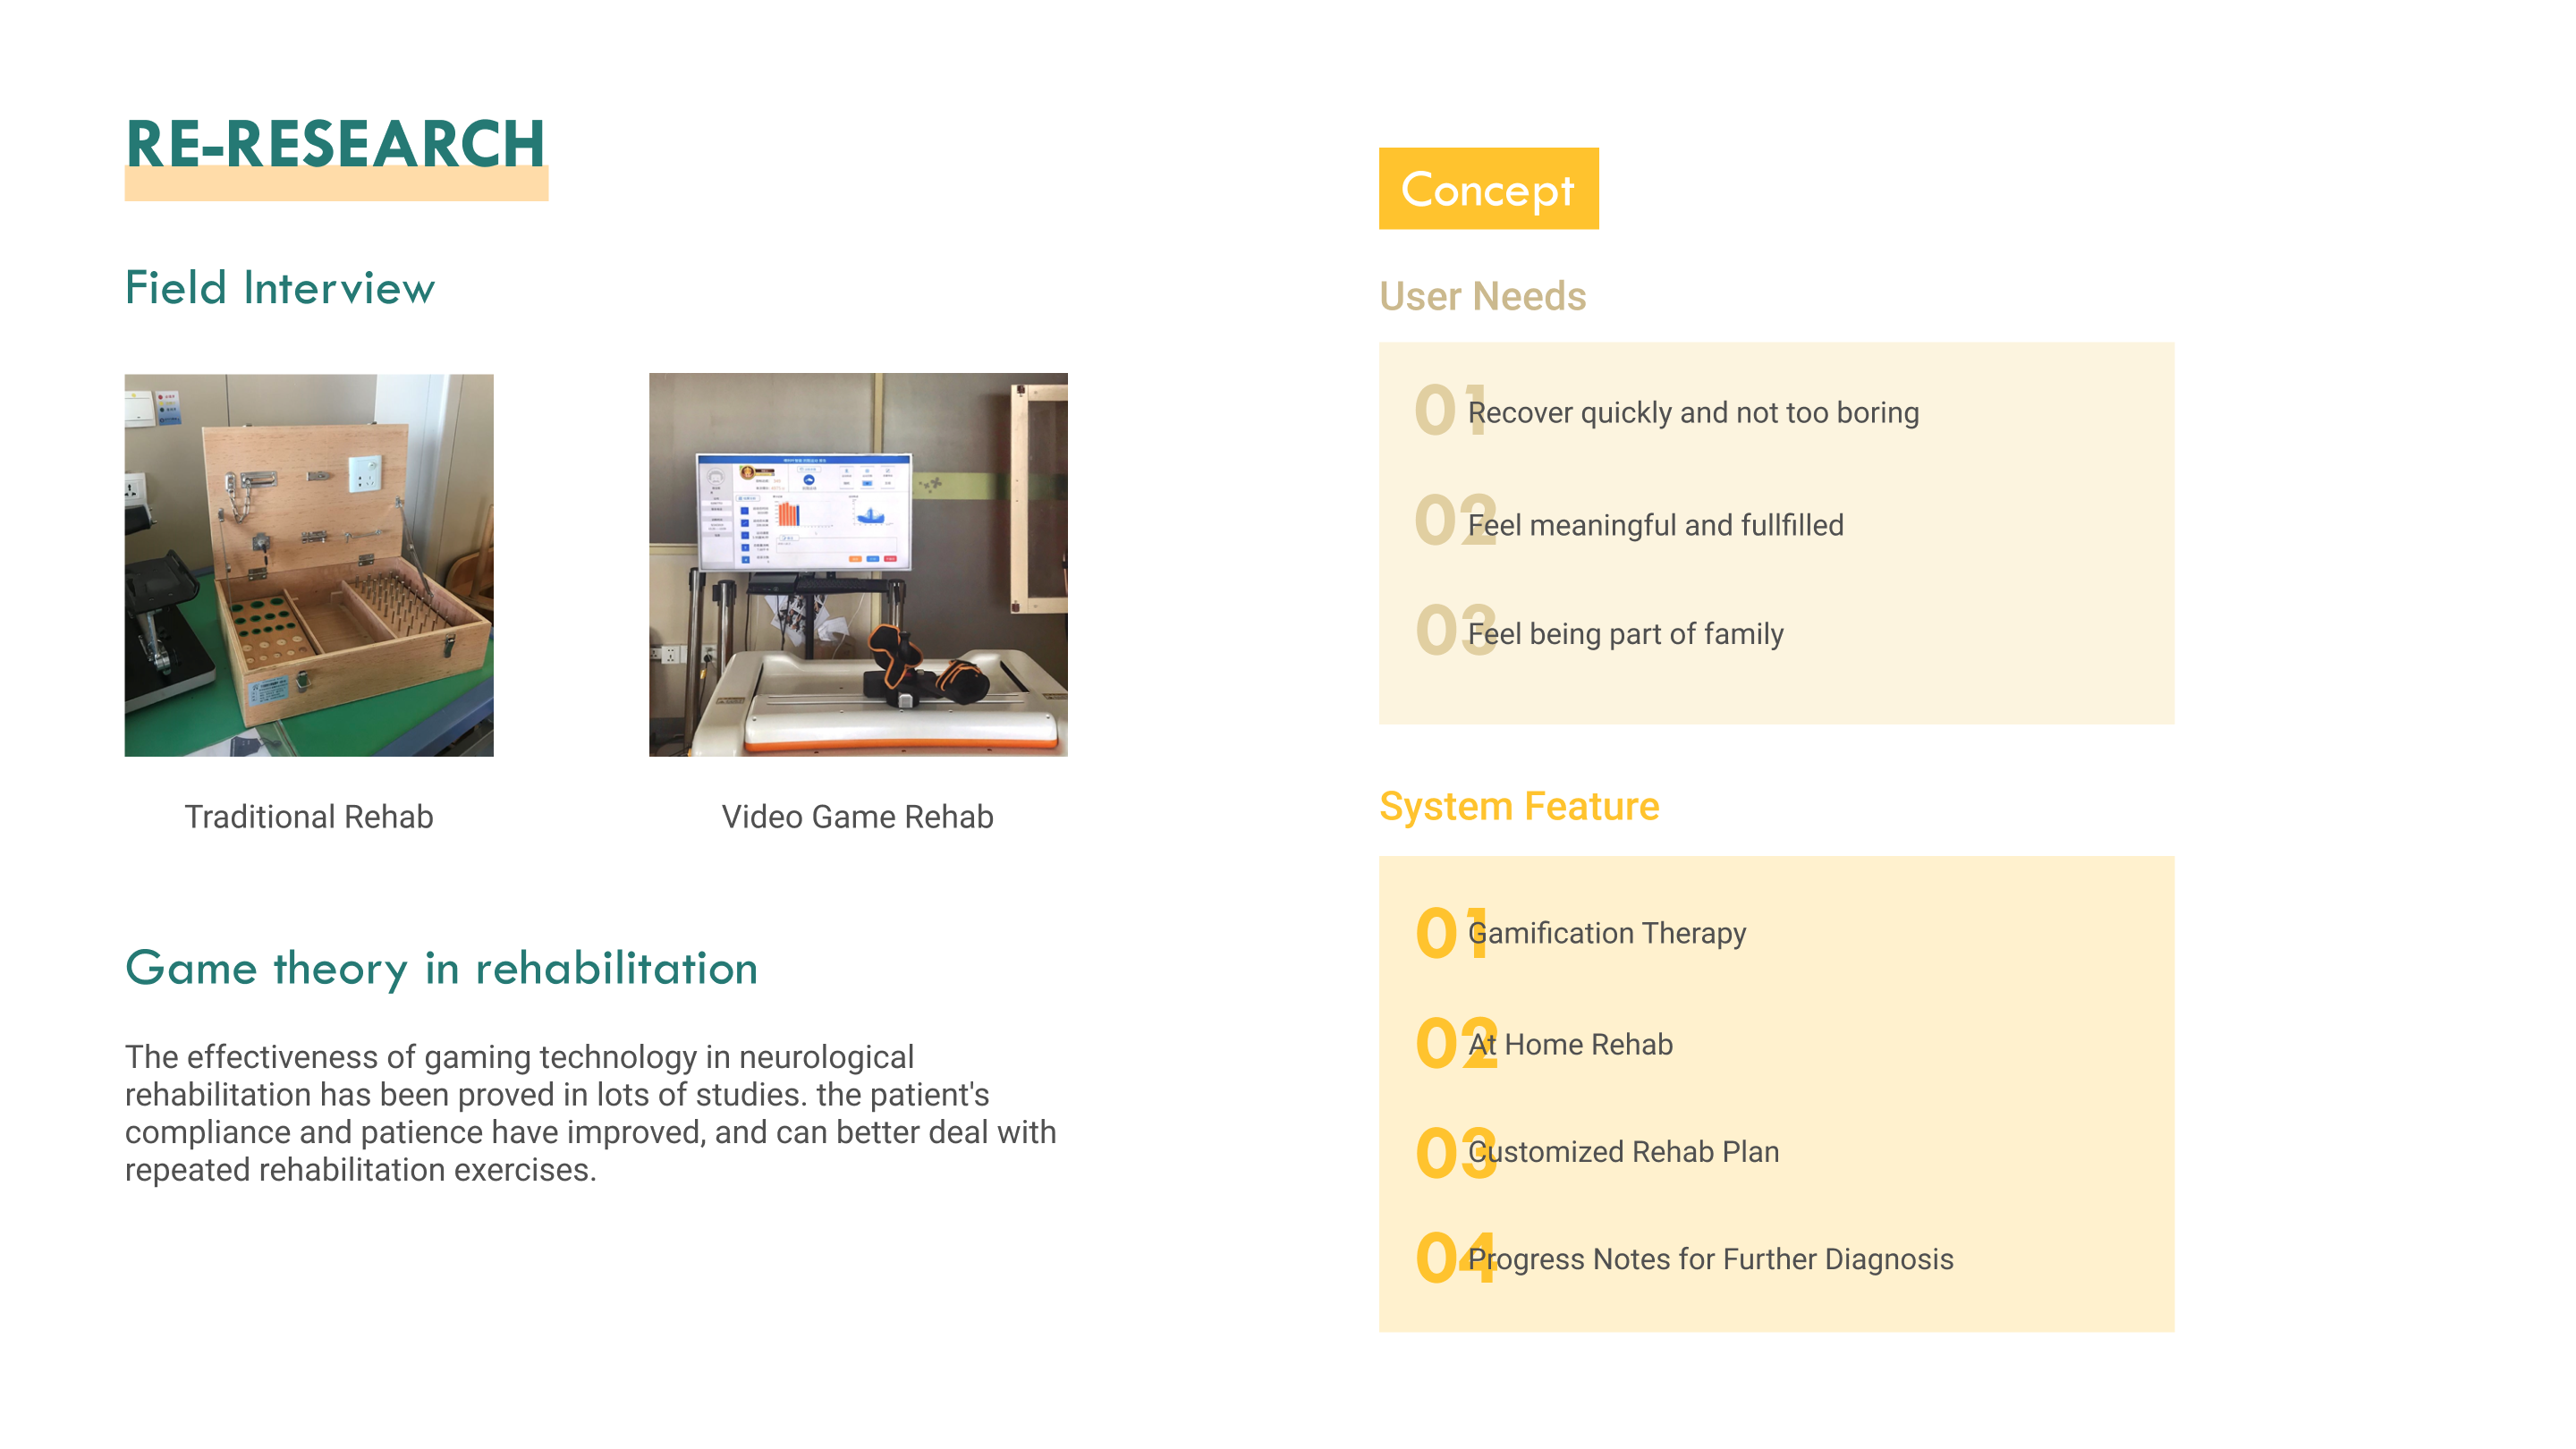 RE-RESEARCH
Field Interview
Traditional Rehab
Video Game Rehab
Game theory in rehabilitation
The effectiveness of gaming technology in neurological
rehabilitation has been proved in lots of studies. the patient's
compliance and patience have improved, and can better deal with
repeated rehabilitation exercises.
Concept
User Needs
01 Recover quickly and not too boring
02 Feel meaningful and fullfilled
03 Feel being part of family
System Feature
01 Gamification Therapy
02 At Home Rehab
03 Customized Rehab Plan
04 Progress Notes for Further Diagnosis